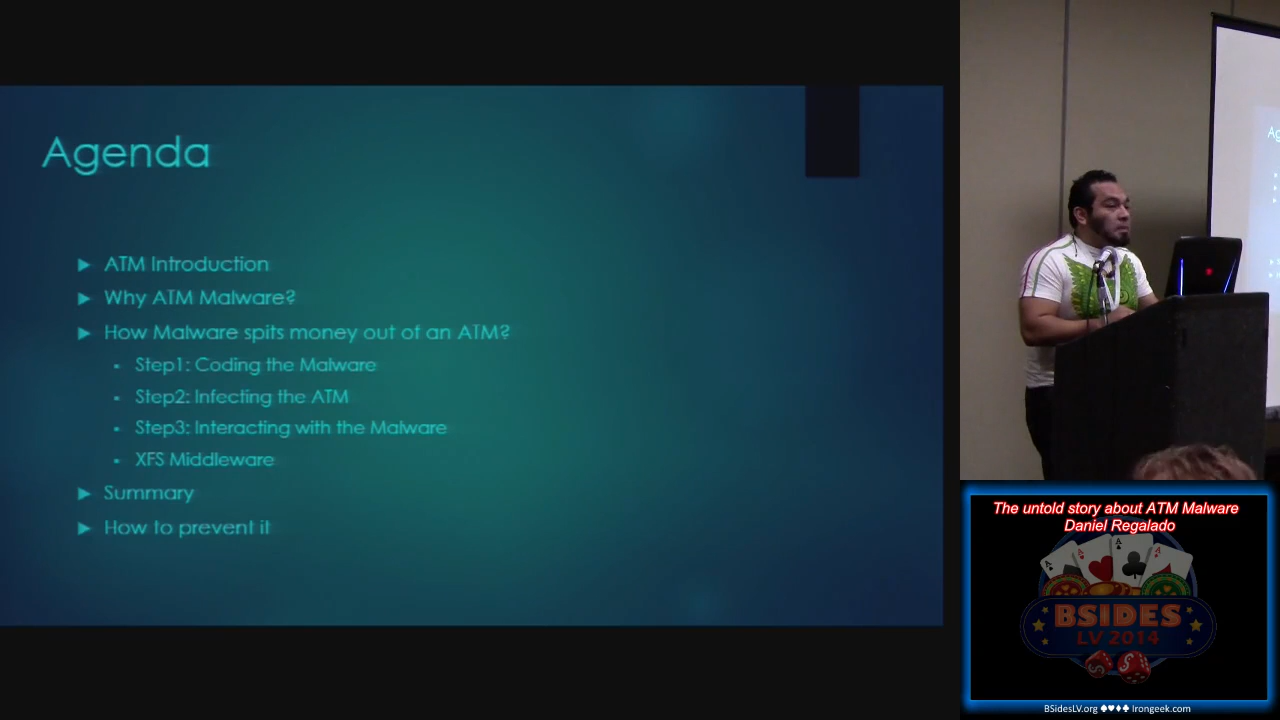 Agenda
ATM Introduction
Why ATM Malware?
How Malware spits money out of an ATM?
Step1: Coding the Malware
Step2: Infecting the ATM
Step3: Interacting with the Malware
XFS Middleware
Summary
How to prevent it
Ag
The untold story about ATM Malware
Daniel Regalado
A A A A
BSIDES
LV 2014
BSidesLV.org ♠♥♦♣ Irongeek.com